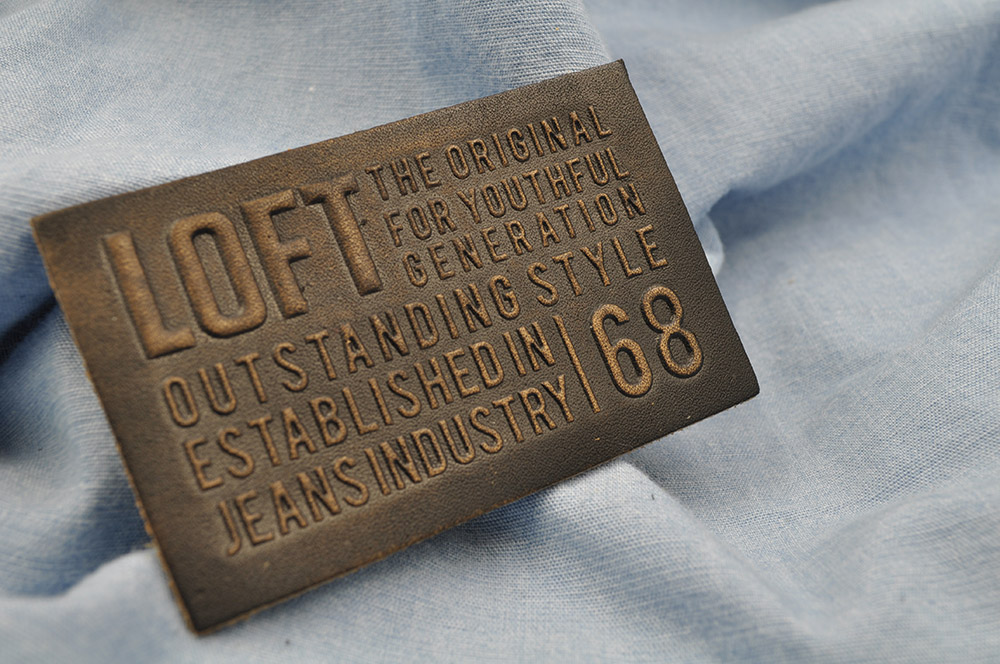 LOFT
THE ORIGINAL
FOR YOUTHFUL
GENERATION
OUTSTANDING STYLE
ESTABLISHED IN
JEANS INDUSTRY
68